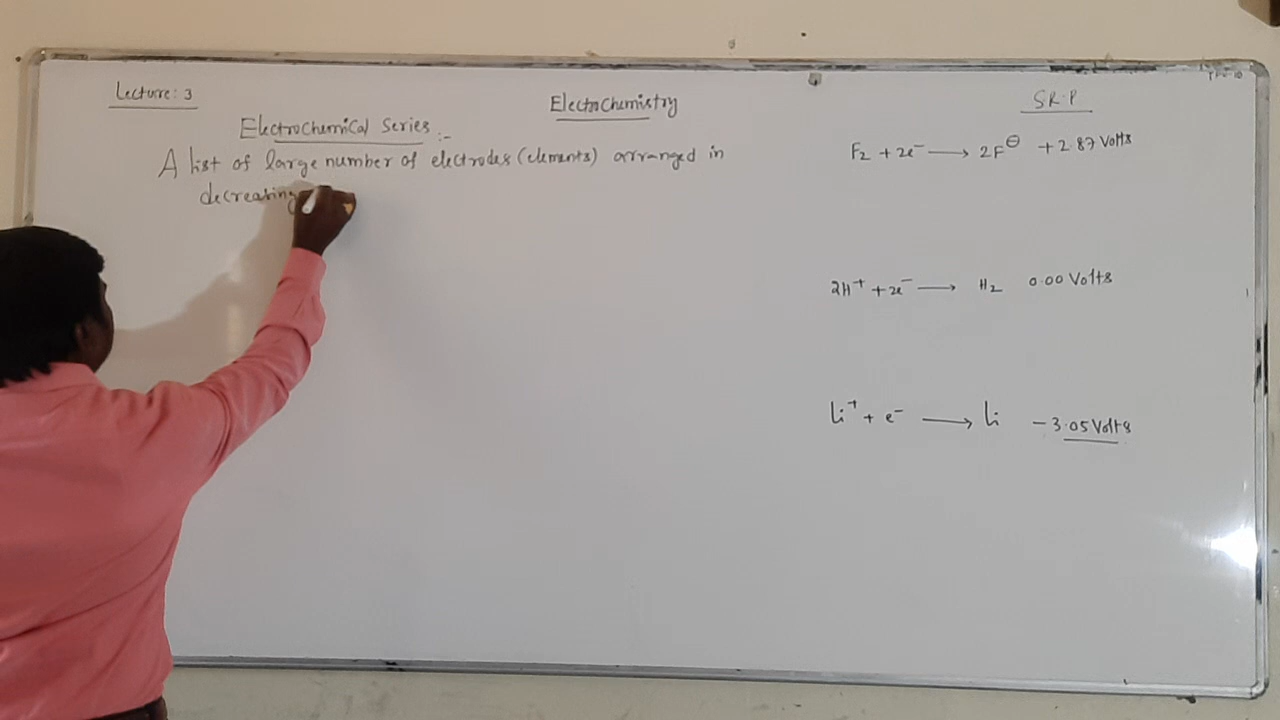 Lecture: 3
ElectroChemistry
S.R.P
ElectroChemical Series :-
A list of large number of electrodes (elements) arranged in
decreasing
F₂ + 2e⁻ ⟶ 2F⊖ +2.87 Volts
2H⁺ + 2e⁻ ⟶ H₂ 0.00 Volts
Li⁺ + e⁻ ⟶ Li -3.05 Volts